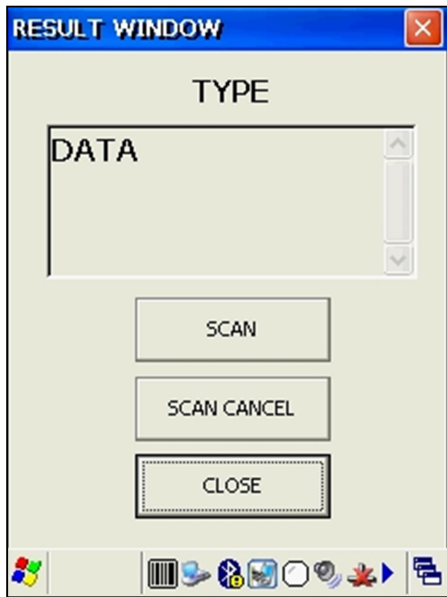 RESULT WINDOW
TYPE
DATA
SCAN
SCAN CANCEL
CLOSE